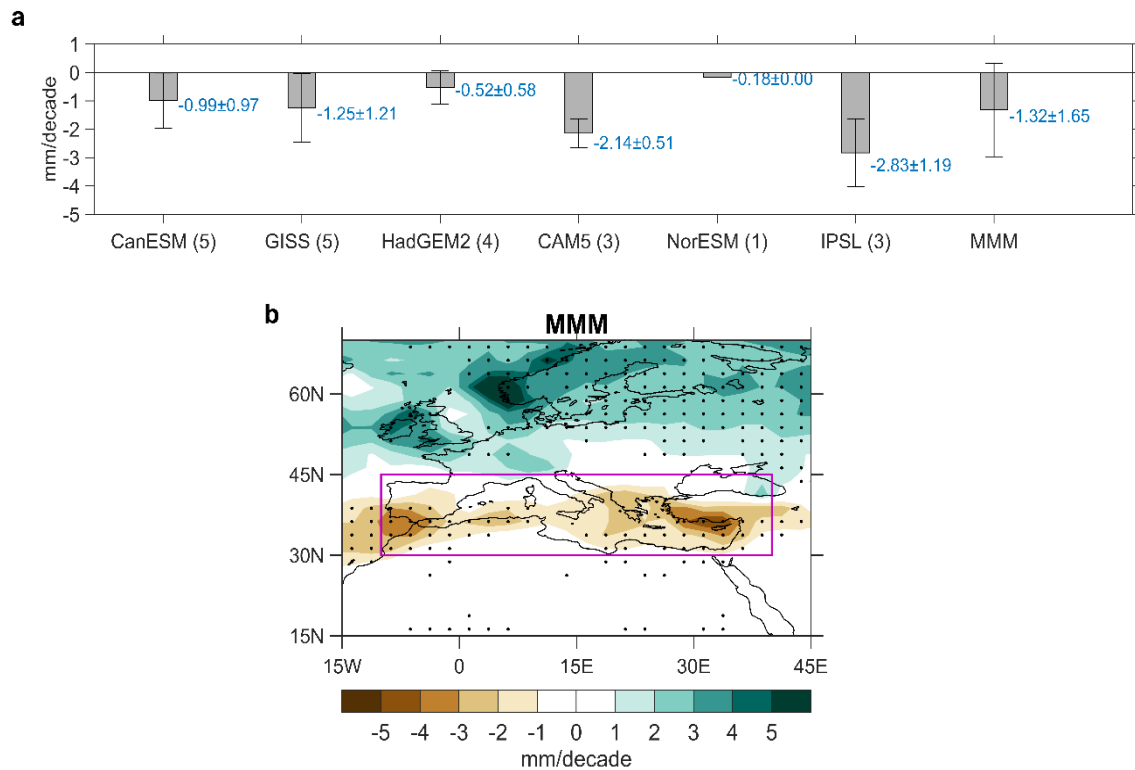 a
1
0
-1
-2
-3
-4
-5
mm/decade
-0.99±0.97
-1.25±1.21
-0.52±0.58
-2.14±0.51
-0.18±0.00
-2.83±1.19
-1.32±1.65
CanESM (5) GISS (5) HadGEM2 (4) CAM5 (3) NorESM (1) IPSL (3) MMM
b
MMM
60N
45N
30N
15N
15W 0 15E 30E 45E
-5 -4 -3 -2 -1 0 1 2 3 4 5
mm/decade